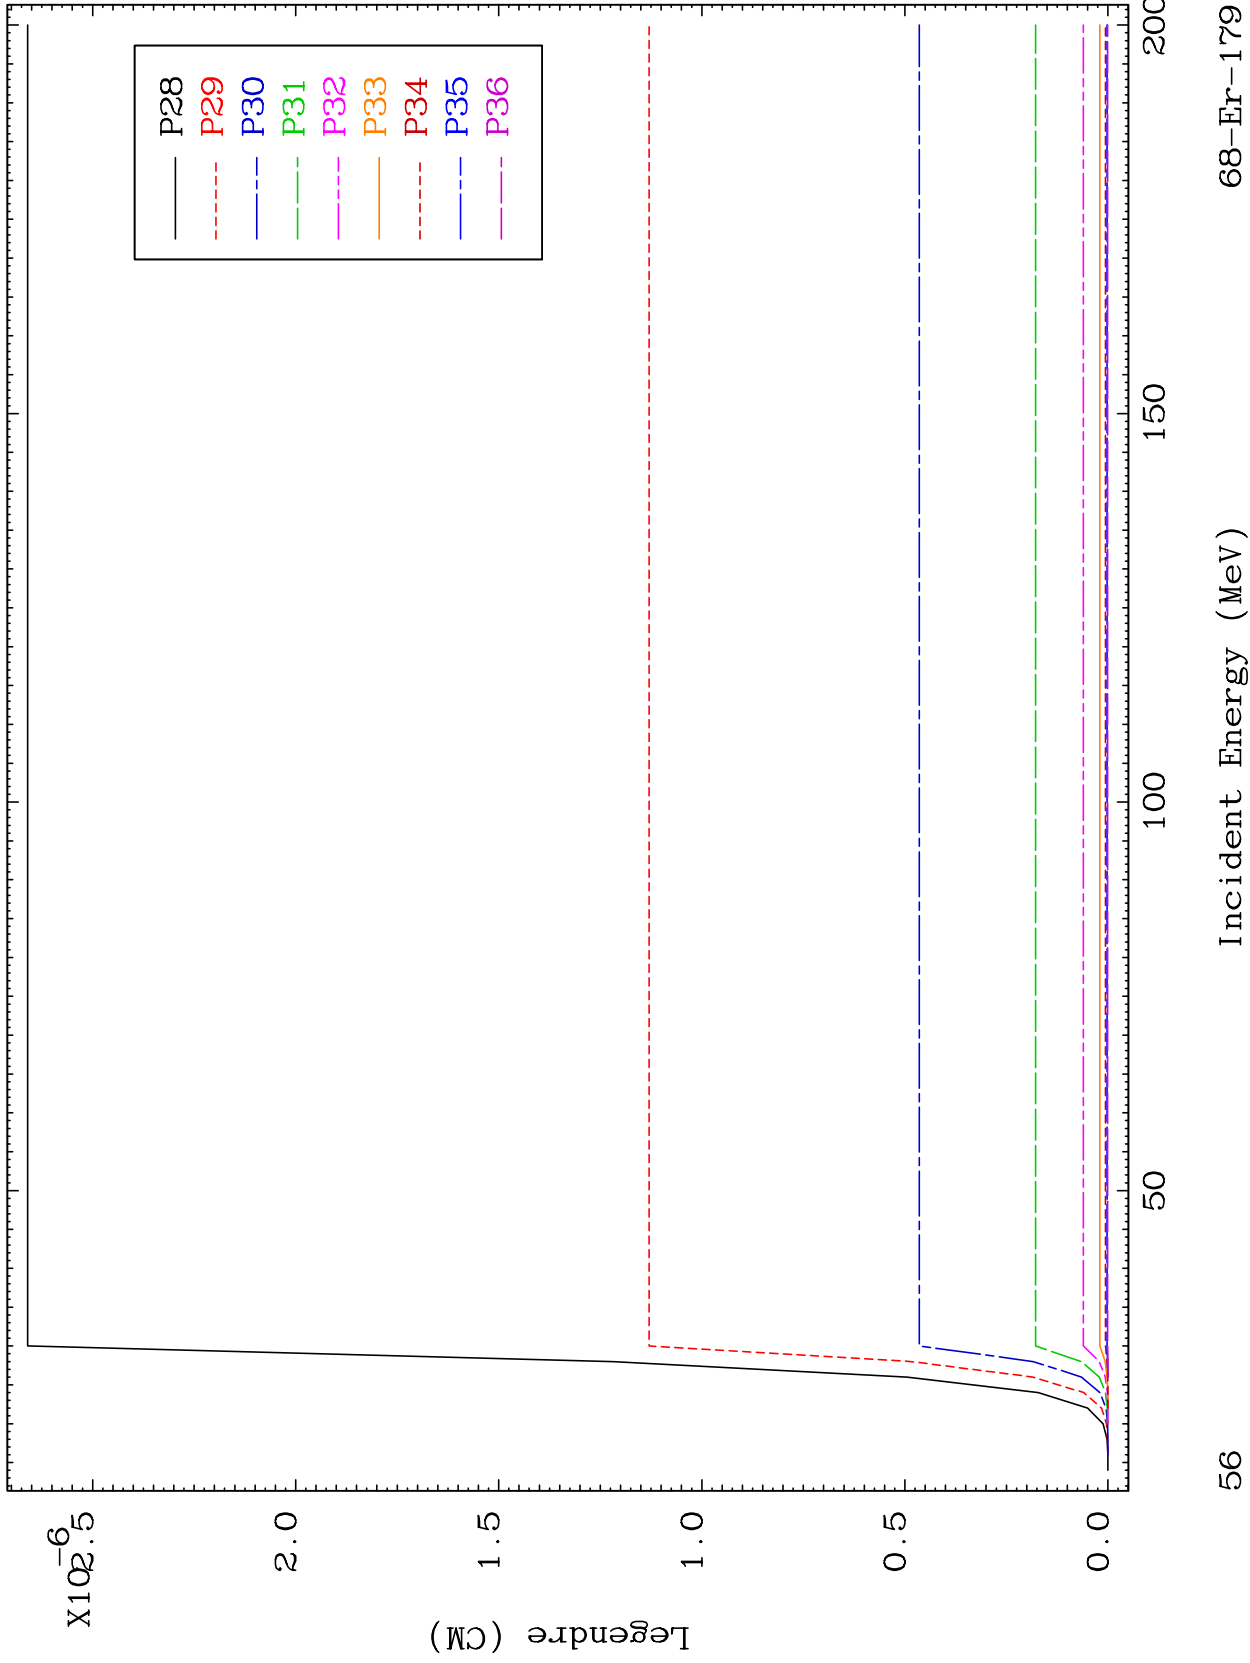 X10-6
2.5
2.0
1.5
1.0
0.5
0.0
Legendre (CM)
P28
P29
P30
P31
P32
P33
P34
P35
P36
50
100
150
200
Incident Energy (MeV)
56
68-Er-179